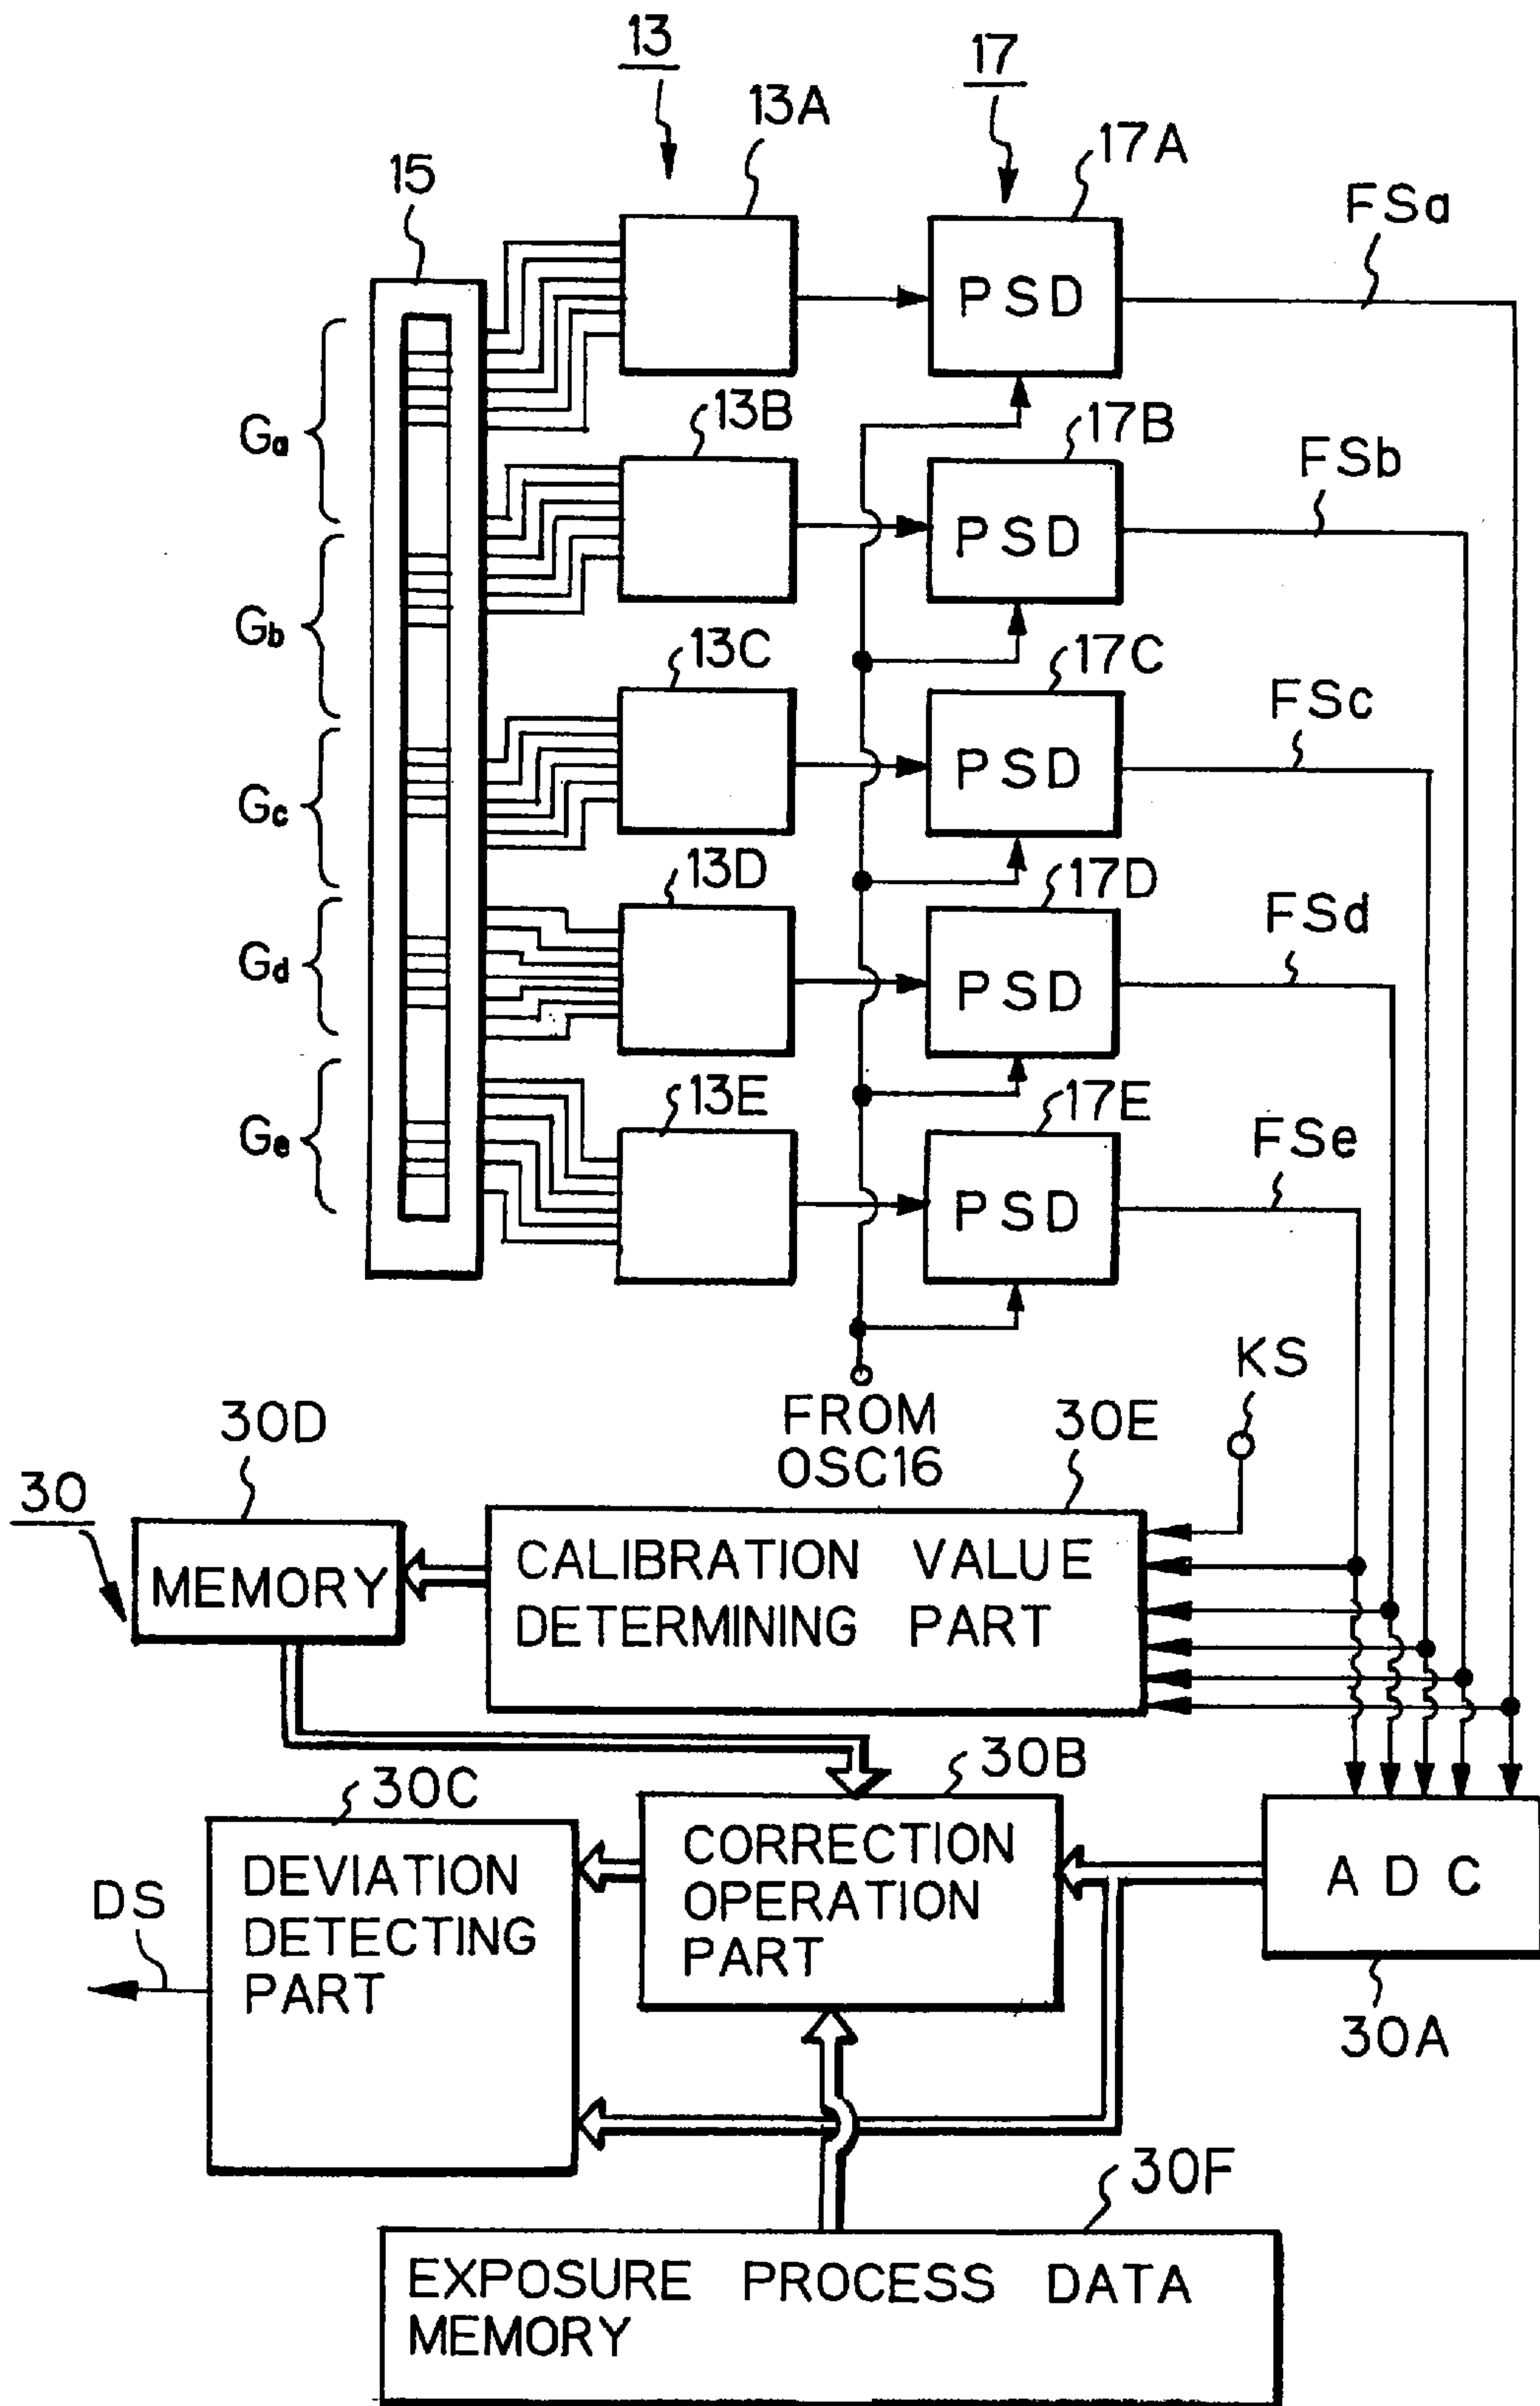 13
17
13A
17A
15
FSa
PSD
Ga
13B
17B
FSb
PSD
Gb
13C
17C
FSc
PSD
Gc
13D
17D
FSd
PSD
Gd
13E
17E
FSe
PSD
Ge
KS
FROM
OSC16
30D
30E
30
MEMORY
CALIBRATION VALUE
DETERMINING PART
30B
30C
CORRECTION
OPERATION
PART
ADC
DEVIATION
DETECTING
PART
DS
30A
30F
EXPOSURE PROCESS DATA
MEMORY